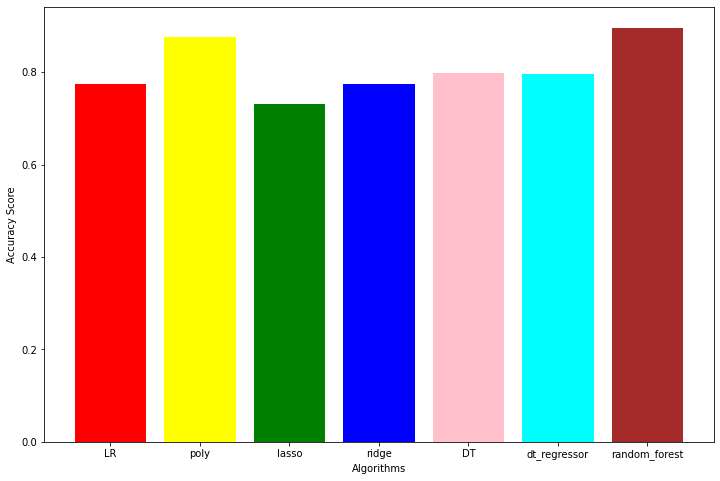 Accuracy Score
0.8
0.6
0.4
0.2
0.0
LR poly lasso ridge DT dt_regressor random_forest
Algorithms